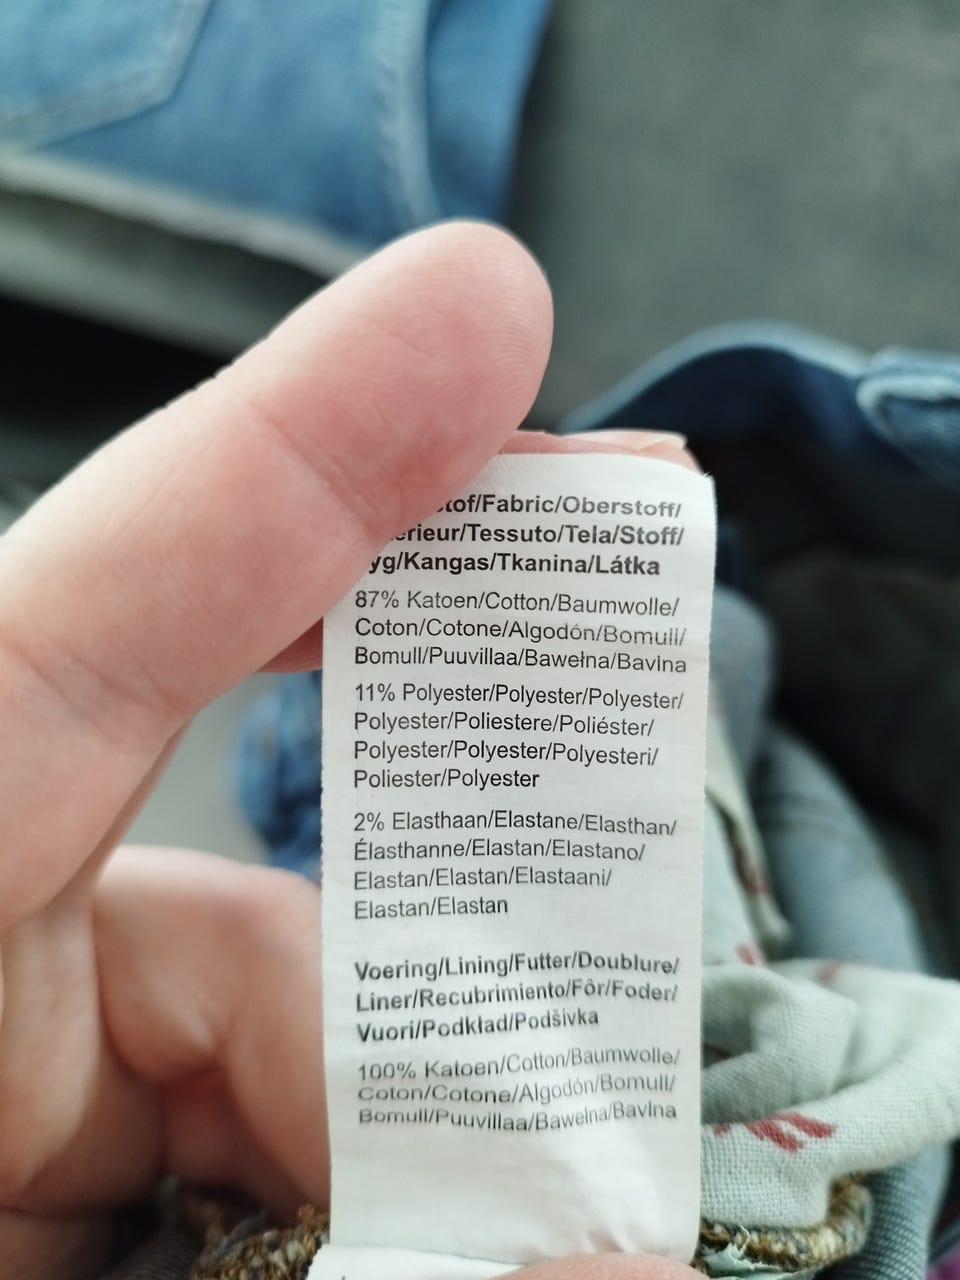 /Fabric/Oberstoff/
/Tessuto/Tela/Stoff/
/Kangas/Tkanina/Látka
87% Katoen/Cotton/Baumwolle/
Coton/Cotone/Algodón/Bomull/
Bomull/Puuvillaa/Bawełna/Bavlna
11% Polyester/Polyester/Polyester/
Polyester/Poliestere/Poliéster/
Polyester/Polyester/Polyesteri/
Poliester/Polyester
2% Elasthaan/Elastane/Elasthan/
Élasthanne/Elastan/Elastano/
Elastan/Elastan/Elastaani/
Elastan/Elastan
Voering/Lining/Futter/Doublure/
Liner/Recubrimiento/Fôr/Foder/
Vuori/Podkład/Podšívka
100% Katoen/Cotton/Baumwolle/
Coton/Cotone/Algodón/Bomull/
Bomull/Puuvillaa/Bawełna/Bavlna